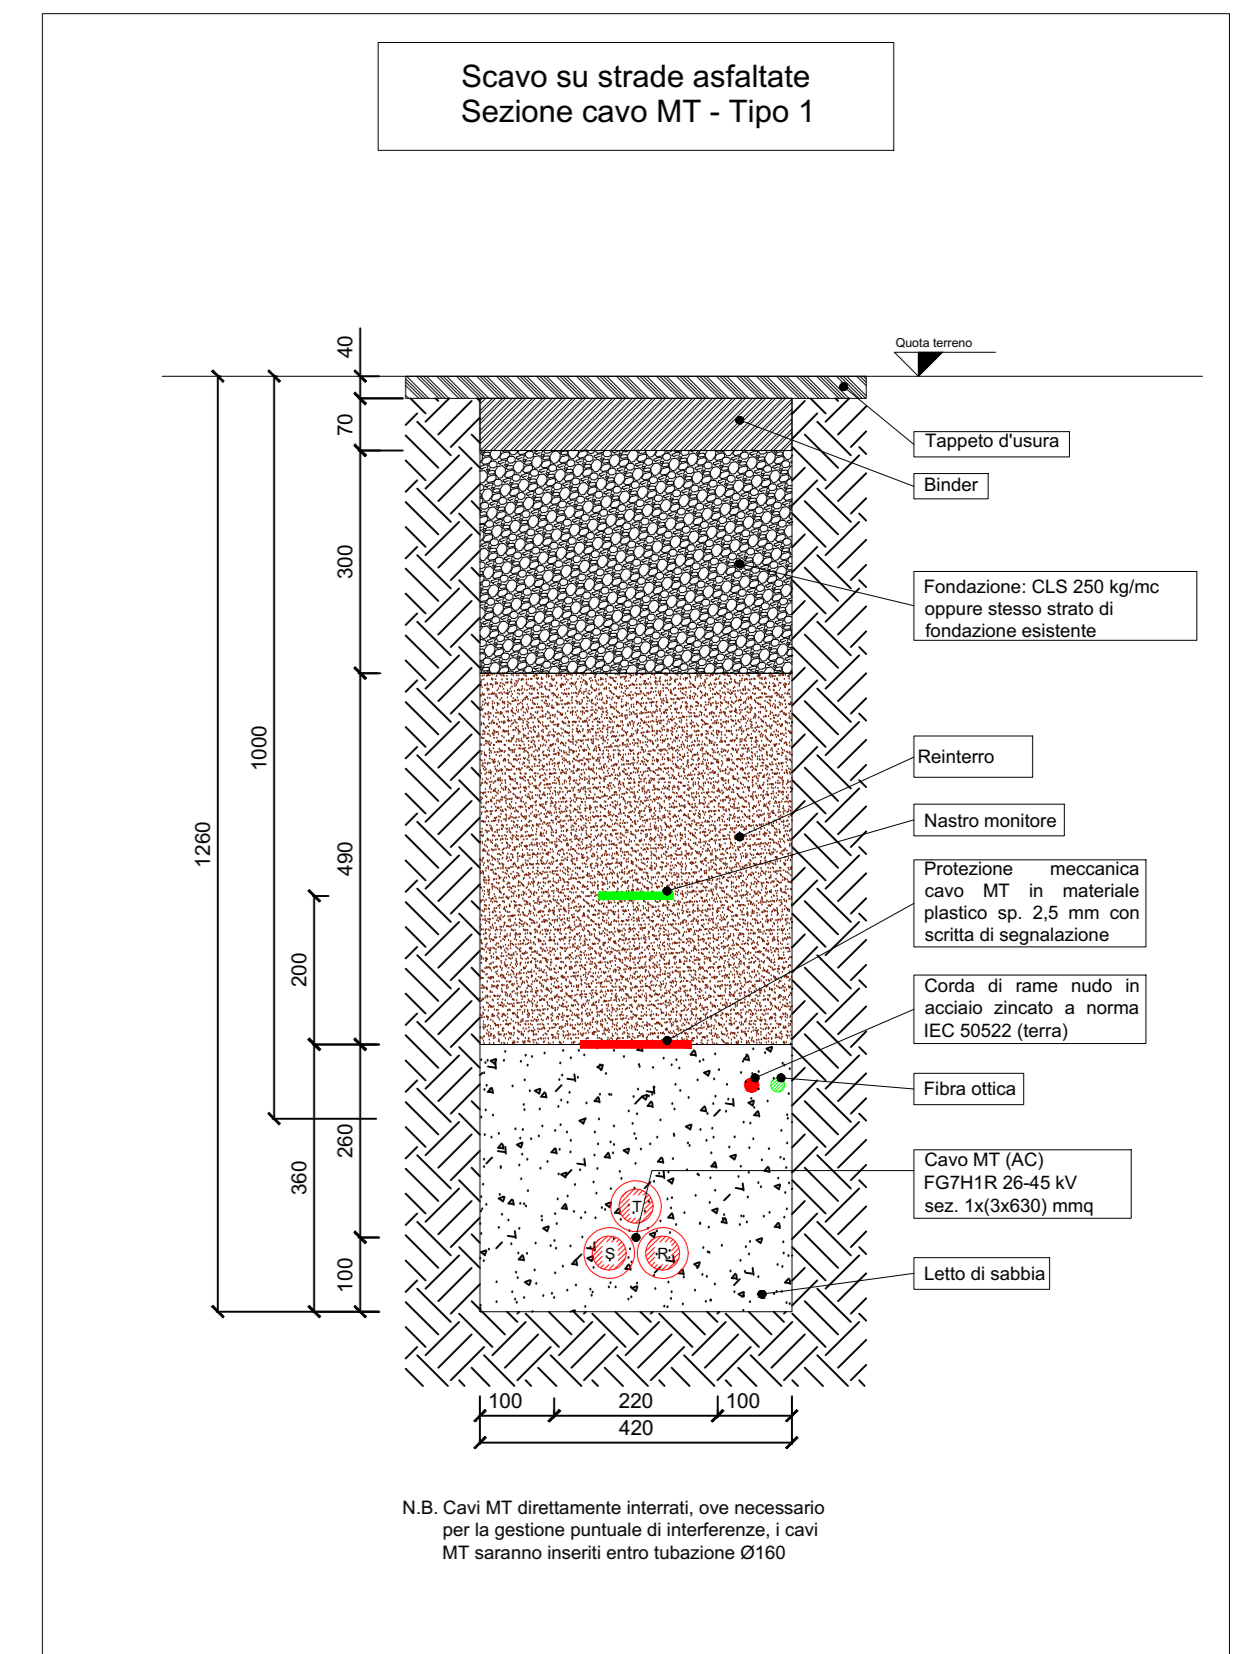 Scavo su strade asfaltate
Sezione cavo MT - Tipo 1
Quota terreno
40
70
300
1000
1260
490
200
260
360
100
Tappeto d'usura
Binder
Fondazione: CLS 250 kg/mc
oppure stesso strato di
fondazione esistente
Reinterro
Nastro monitore
Protezione meccanica
cavo MT in materiale
plastico sp. 2,5 mm con
scritta di segnalazione
Corda di rame nudo in
acciaio zincato a norma
IEC 50522 (terra)
Fibra ottica
Cavo MT (AC)
FG7H1R 26-45 kV
sez. 1x(3x630) mmq
Letto di sabbia
T
S
R
100
220
100
420
N.B. Cavi MT direttamente interrati, ove necessario
per la gestione puntuale di interferenze, i cavi
MT saranno inseriti entro tubazione Ø160